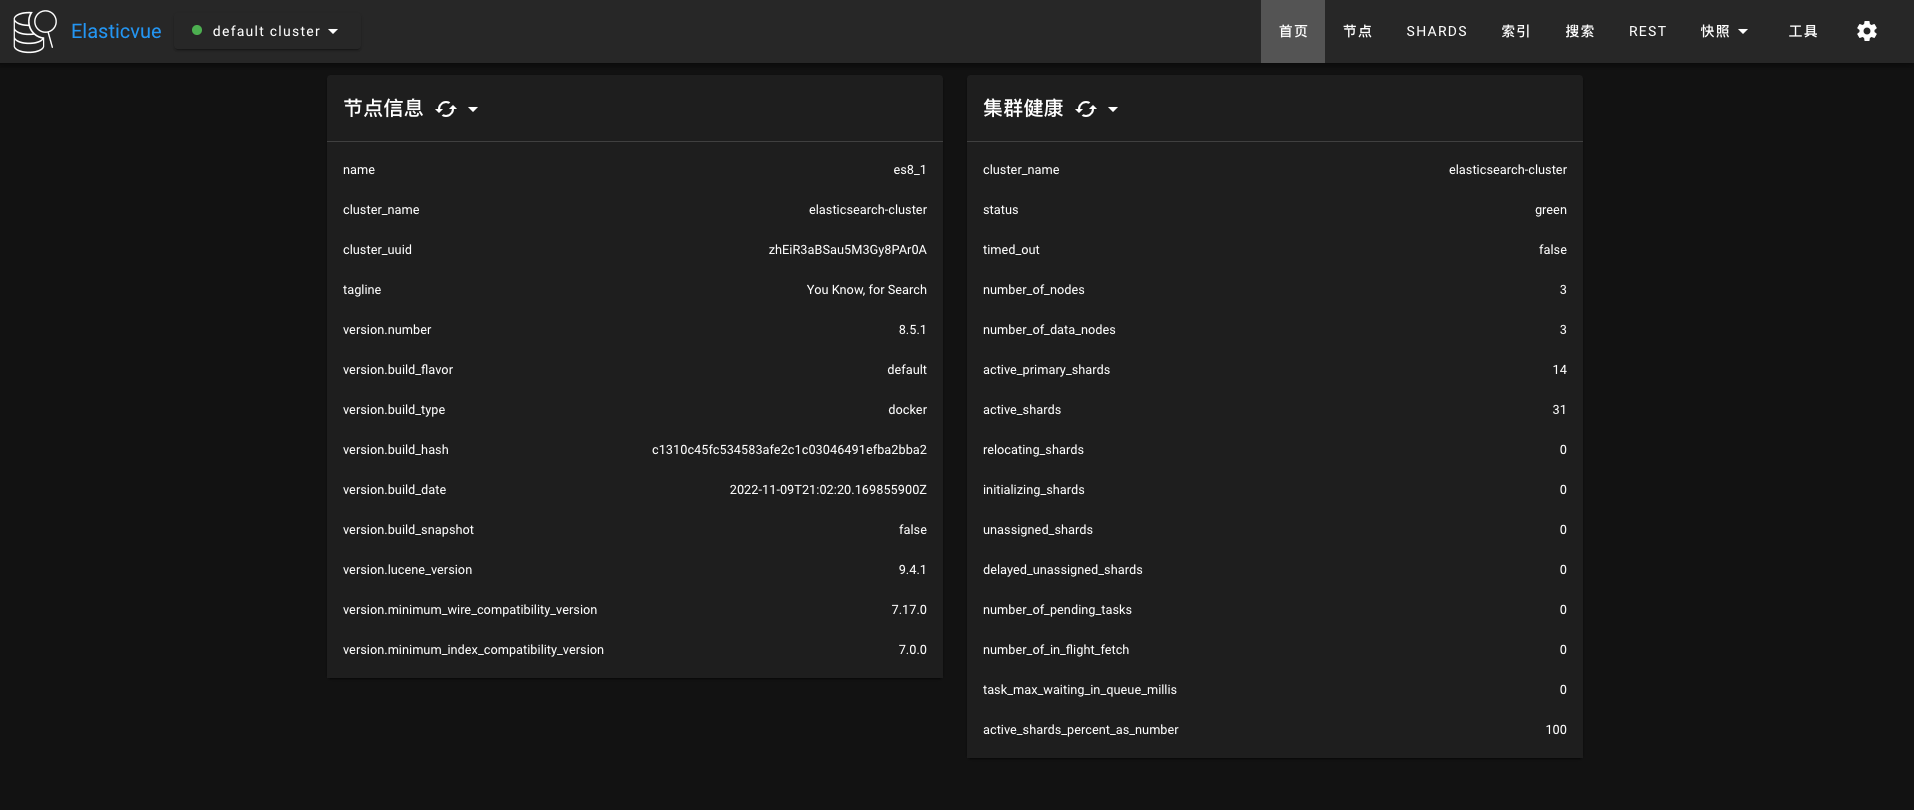 Elasticvue
default cluster
首页 节点 SHARDS 索引 搜索 REST 快照 工具
节点信息
name es8_1
cluster_name elasticsearch-cluster
cluster_uuid zhEiR3aBSau5M3Gy8PAr0A
tagline You Know, for Search
version.number 8.5.1
version.build_flavor default
version.build_type docker
version.build_hash c1310c45fc534583afe2c1c03046491efba2bba2
version.build_date 2022-11-09T21:02:20.169855900Z
version.build_snapshot false
version.lucene_version 9.4.1
version.minimum_wire_compatibility_version 7.17.0
version.minimum_index_compatibility_version 7.0.0
集群健康
cluster_name elasticsearch-cluster
status green
timed_out false
number_of_nodes 3
number_of_data_nodes 3
active_primary_shards 14
active_shards 31
relocating_shards 0
initializing_shards 0
unassigned_shards 0
delayed_unassigned_shards 0
number_of_pending_tasks 0
number_of_in_flight_fetch 0
task_max_waiting_in_queue_millis 0
active_shards_percent_as_number 100